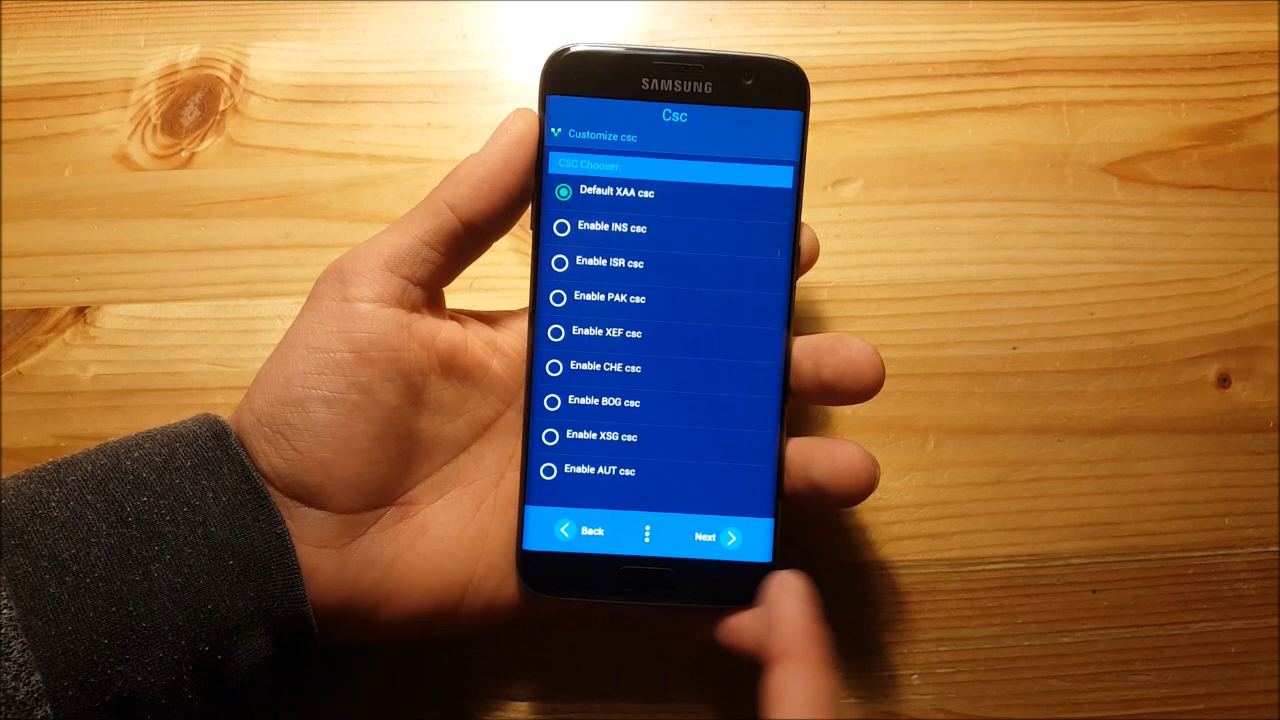 SAMSUNG
Csc
Customize csc
CSC Chooser:
Default XAA csc
Enable INS csc
Enable ISR csc
Enable PAK csc
Enable XEF csc
Enable CHE csc
Enable BOG csc
Enable XSG csc
Enable AUT csc
Back
Next